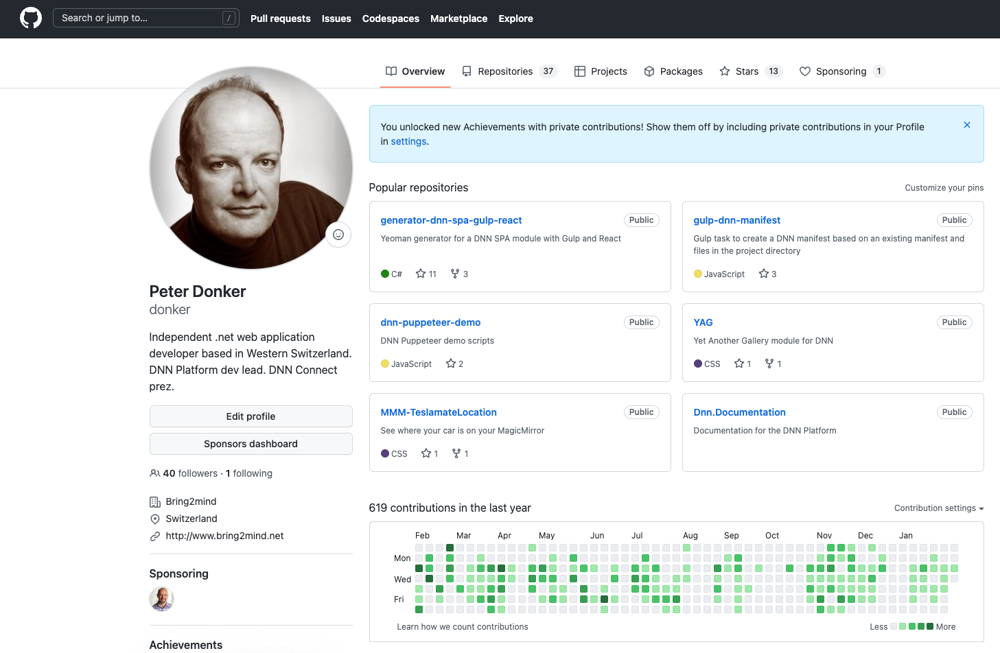 Search or jump to...
/
Pull requests Issues Codespaces Marketplace Explore
Overview Repositories 37 Projects Packages Stars 13 Sponsoring 1
You unlocked new Achievements with private contributions! Show them off by including private contributions in your Profile
in settings.
Popular repositories
Customize your pins
generator-dnn-spa-gulp-react Public
Yeoman generator for a DNN SPA module with Gulp and React
C# 11 3
gulp-dnn-manifest Public
Gulp task to create a DNN manifest based on an existing manifest and
files in the project directory
JavaScript 3
dnn-puppeteer-demo Public
DNN Puppeteer demo scripts
JavaScript 2
YAG Public
Yet Another Gallery module for DNN
CSS 1 1
MMM-TeslamateLocation Public
See where your car is on your MagicMirror
CSS 1 1
Dnn.Documentation Public
Documentation for the DNN Platform
Peter Donker
donker
Independent .net web application
developer based in Western Switzerland.
DNN Platform dev lead. DNN Connect
prez.
Edit profile
Sponsors dashboard
40 followers · 1 following
Bring2mind
Switzerland
http://www.bring2mind.net
Sponsoring
Achievements
619 contributions in the last year
Contribution settings
Feb Mar Apr May Jun Jul Aug Sep Oct Nov Dec Jan
Mon
Wed
Fri
Learn how we count contributions
Less More